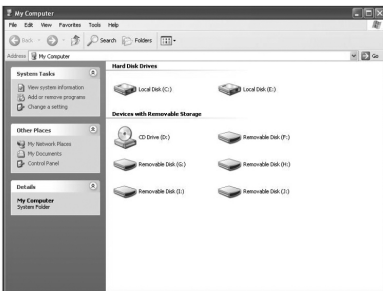 My Computer
File Edit View Favorites Tools Help
Back Search Folders
Address My Computer Go
System Tasks
View system information
Add or remove programs
Change a setting
Other Places
My Network Places
My Documents
Control Panel
Details
My Computer
System Folder
Hard Disk Drives
Local Disk (C:) Local Disk (E:)
Devices with Removable Storage
CD Drive (D:) Removable Disk (F:)
Removable Disk (G:) Removable Disk (H:)
Removable Disk (I:) Removable Disk (J:)